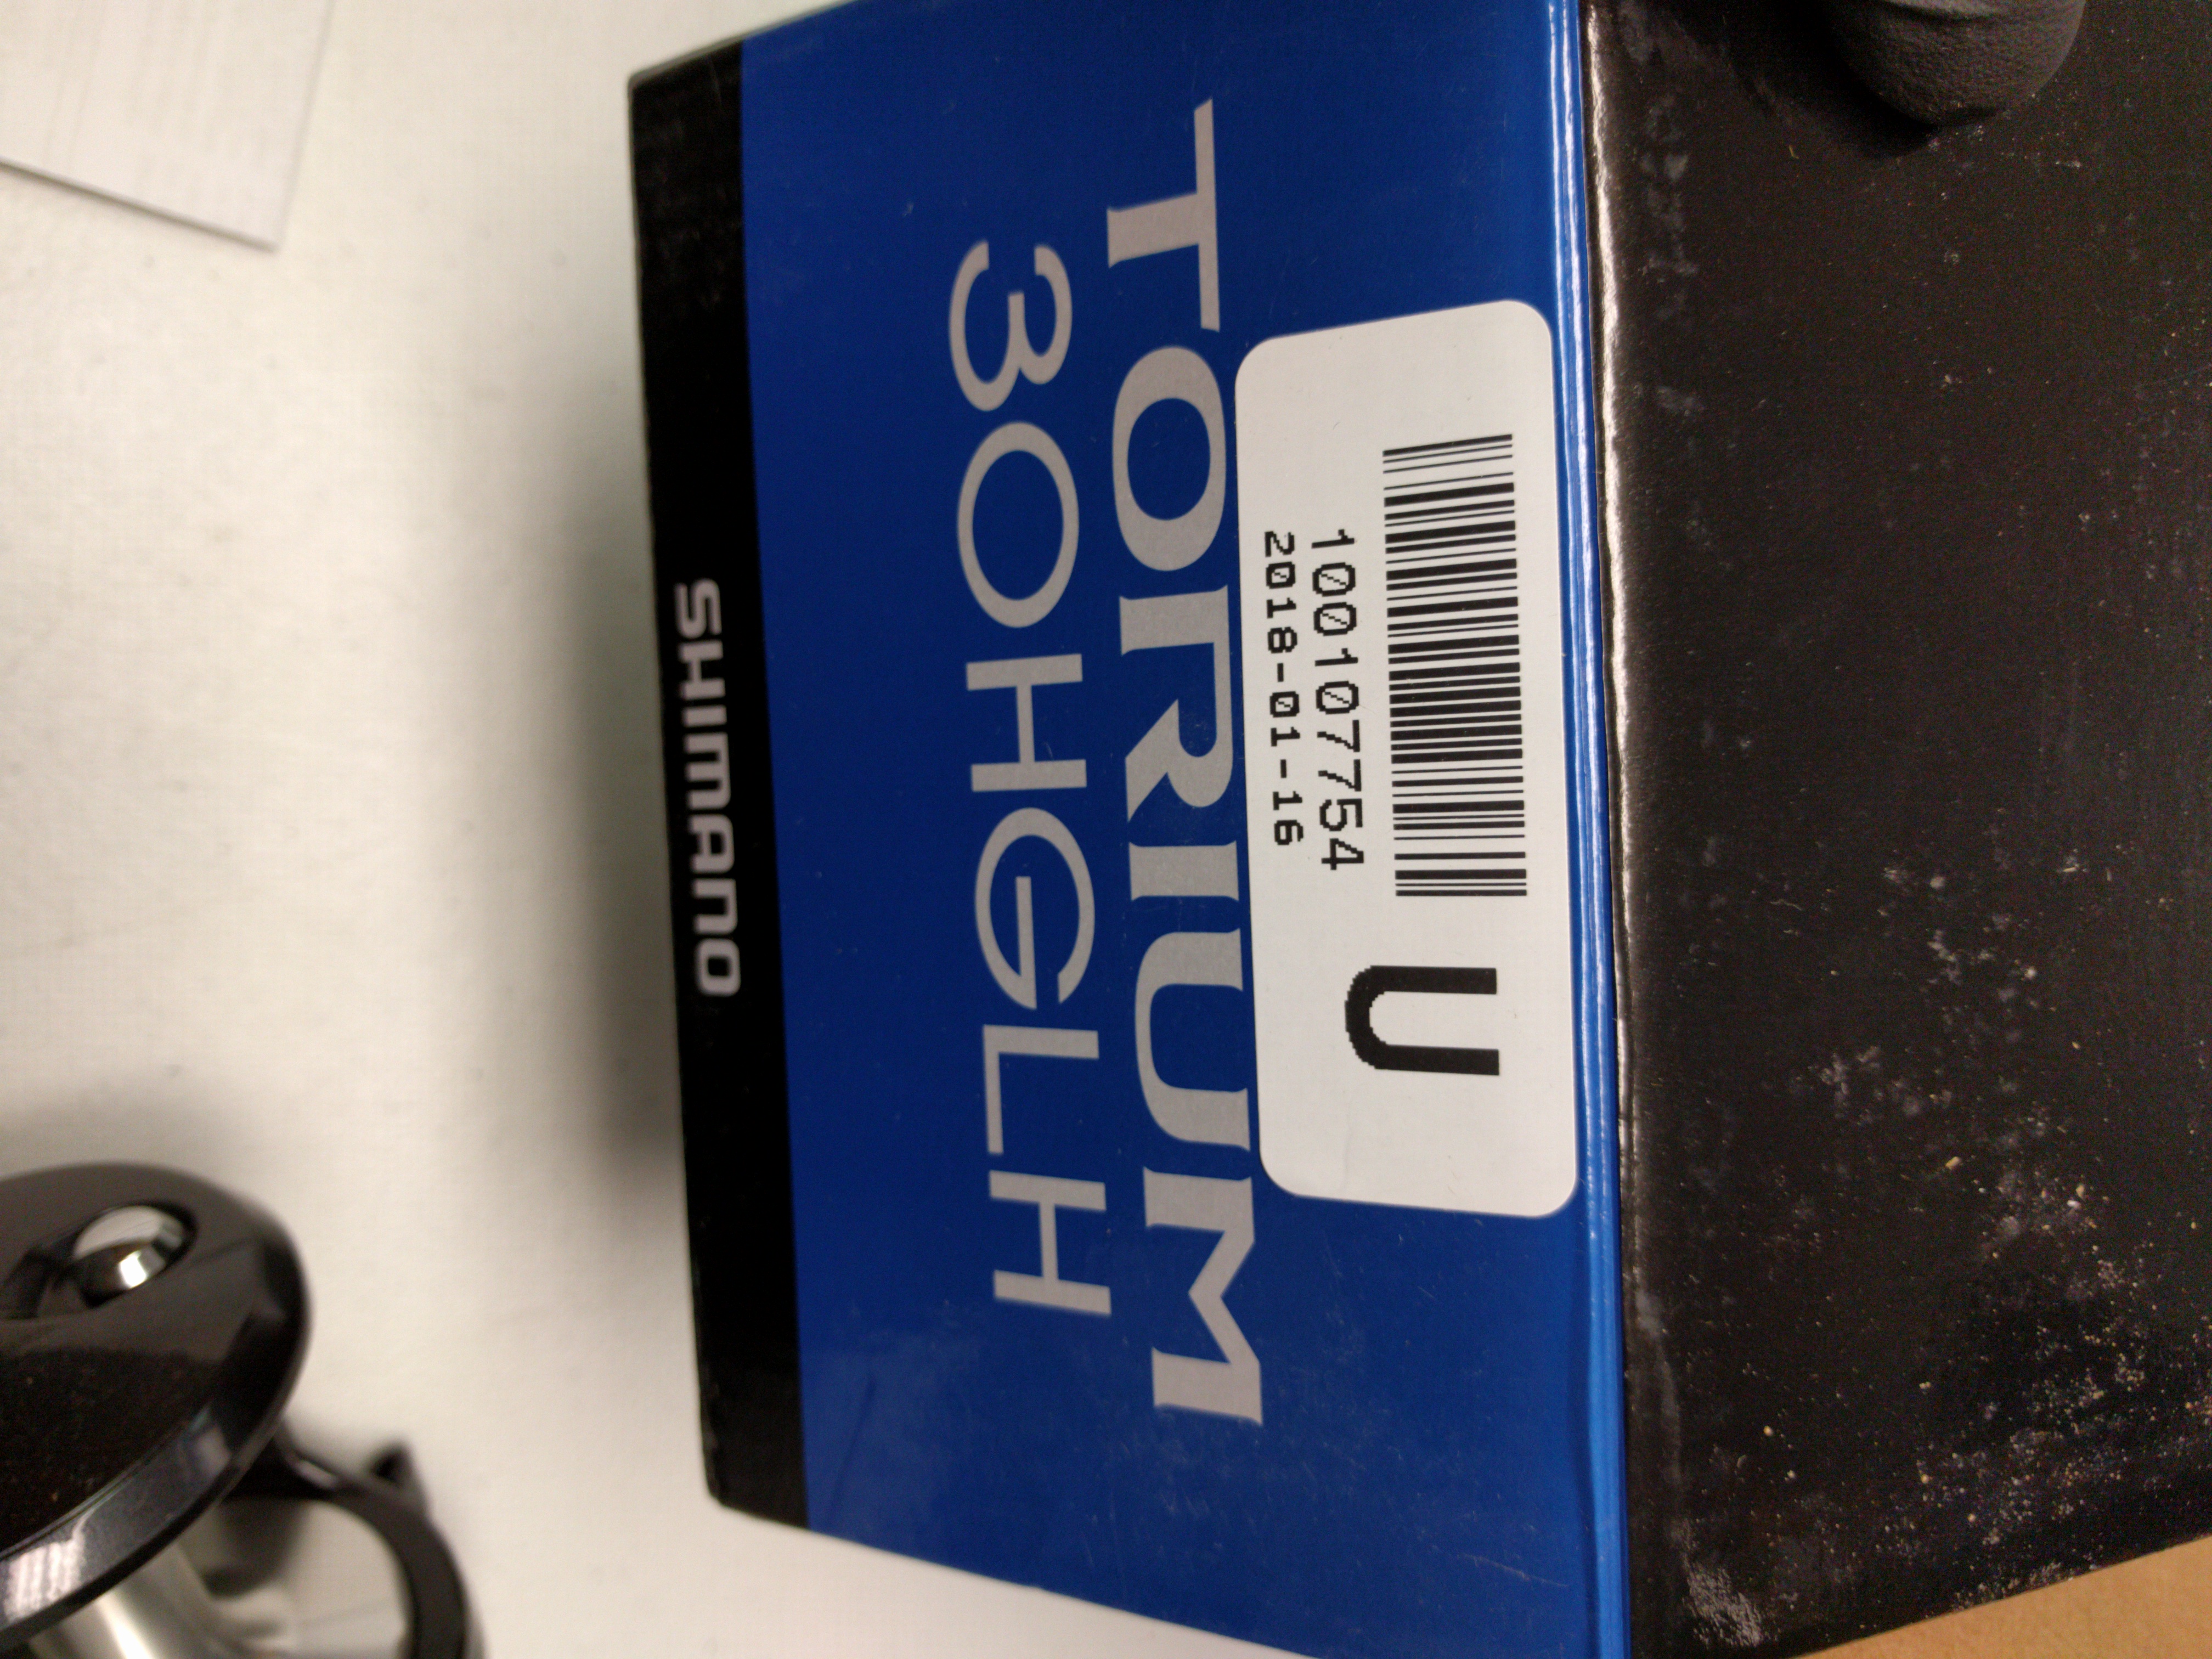 U
1001077754
2018-01-16
TORIUM
30HGLH
SHIMANO